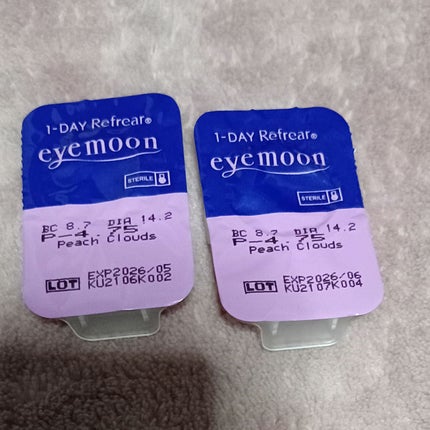 1-DAY Refrear®
eyemoon
STERILE
BC 8.7 DIA 14.2
P-4.75
Peach Clouds
LOT
EXP2026/05
KU2106K002
1-DAY Refrear®
eyemoon
STERILE
BC 8.7 DIA 14.2
P-4.75
Peach Clouds
LOT
EXP2026/06
KU2107K004